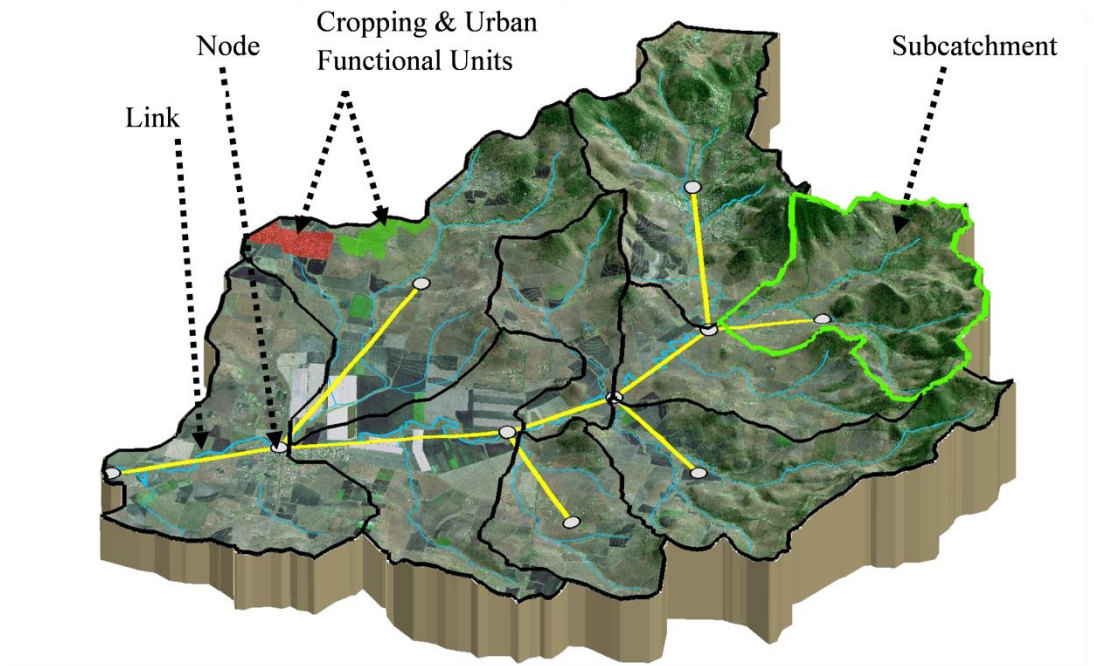 Cropping & Urban
Functional Units
Node
Subcatchment
Link